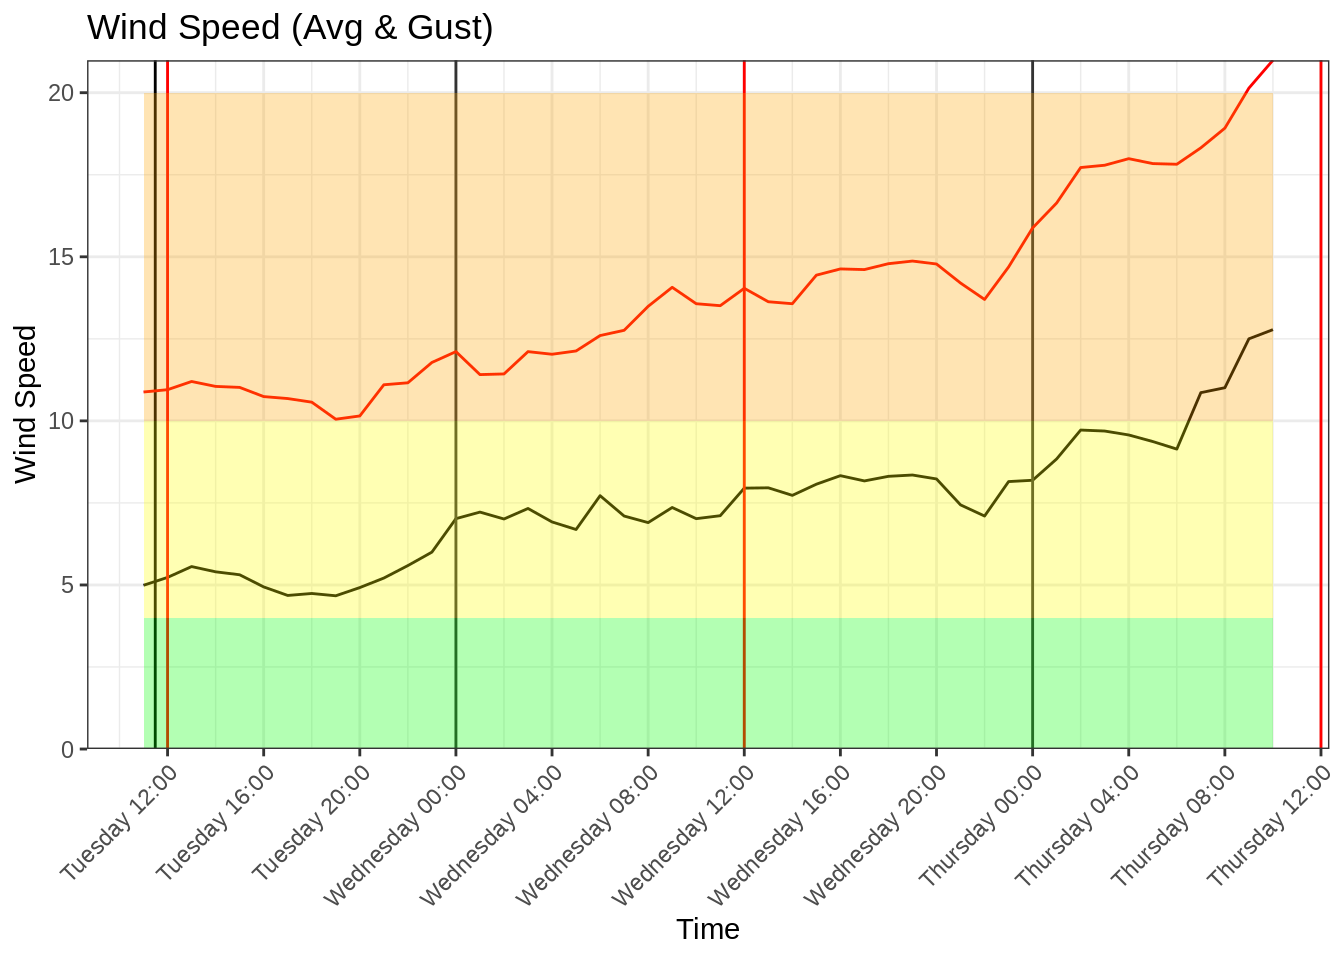 Wind Speed (Avg & Gust)
Wind Speed
20
15
10
5
0
Tuesday 12:00
Tuesday 16:00
Tuesday 20:00
Wednesday 00:00
Wednesday 04:00
Wednesday 08:00
Wednesday 12:00
Wednesday 16:00
Wednesday 20:00
Thursday 00:00
Thursday 04:00
Thursday 08:00
Thursday 12:00
Time